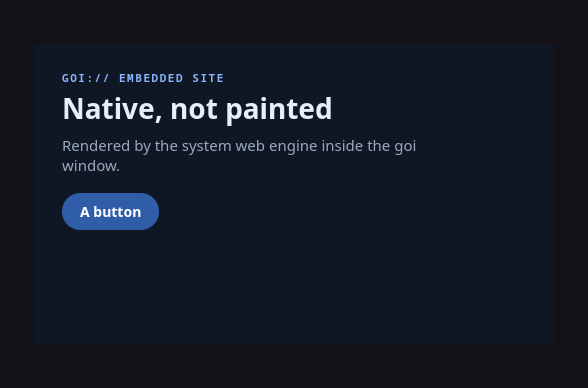 GOI:// EMBEDDED SITE
Native, not painted
Rendered by the system web engine inside the goi
window.
A button